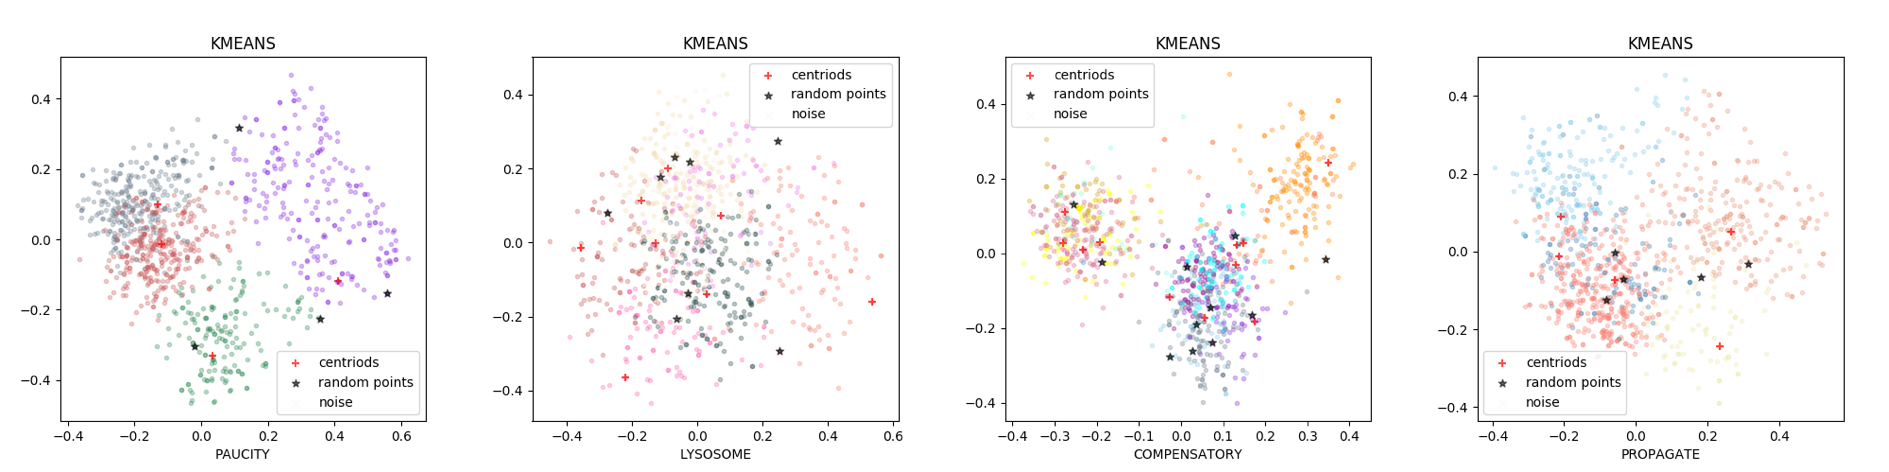 KMEANS
0.4
0.2
0.0
−0.2
−0.4
−0.4 −0.2 0.0 0.2 0.4 0.6
PAUCITY
centriods
random points
noise
KMEANS
0.4
0.2
0.0
−0.2
−0.4
−0.4 −0.2 0.0 0.2 0.4 0.6
LYSOSOME
centriods
random points
noise
KMEANS
0.4
0.2
0.0
−0.2
−0.4
−0.4 −0.3 −0.2 −0.1 0.0 0.1 0.2 0.3 0.4
COMPENSATORY
centriods
random points
noise
KMEANS
0.4
0.2
0.0
−0.2
−0.4
−0.4 −0.2 0.0 0.2 0.4
PROPAGATE
centriods
random points
noise